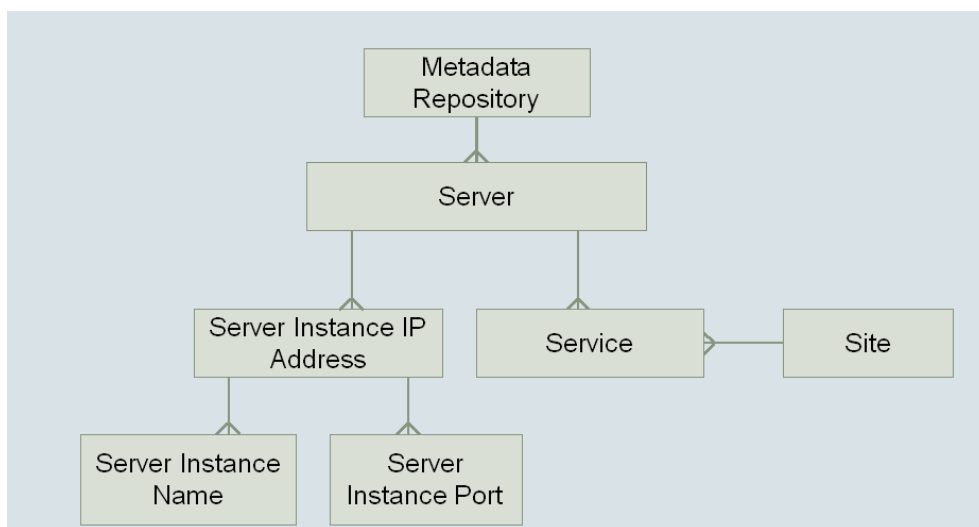 Metadata
Repository
Server
Server Instance IP
Address
Service
Site
Server Instance
Name
Server
Instance Port